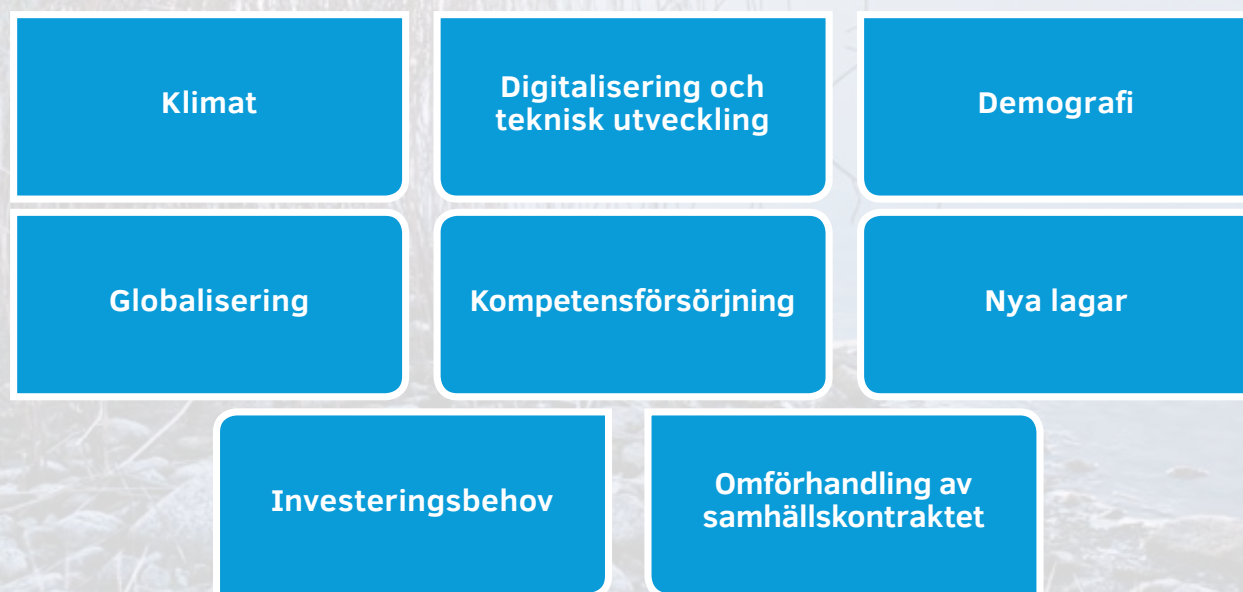 Klimat
Digitalisering och
teknisk utveckling
Demografi
Globalisering
Kompetensförsörjning
Nya lagar
Investeringsbehov
Omförhandling av
samhällskontraktet